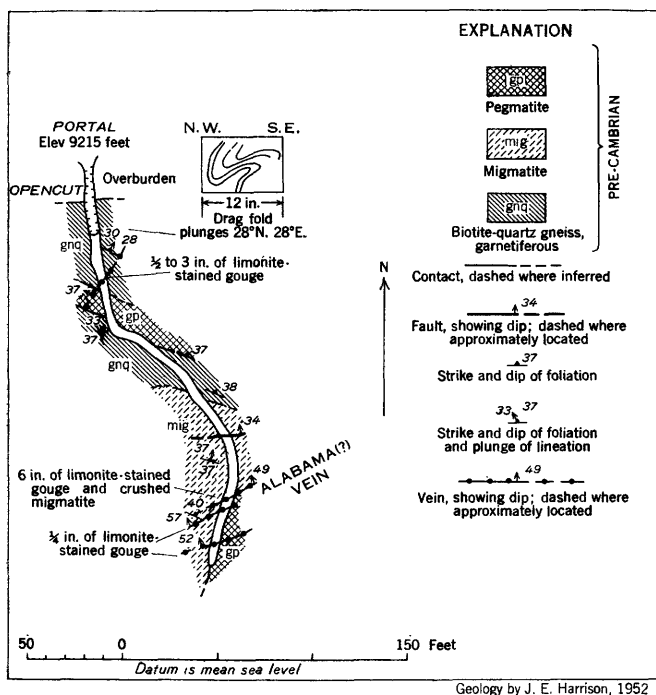 EXPLANATION
gp
Pegmatite
mig
Migmatite
gnq
Biotite-quartz gneiss,
garnetiferous
PRE-CAMBRIAN
Contact, dashed where inferred
34
Fault, showing dip; dashed where
approximately located
37
Strike and dip of foliation
33 37
Strike and dip of foliation
and plunge of lineation
49
Vein, showing dip; dashed where
approximately located
PORTAL
Elev 9215 feet
N.W. S.E.
OPENCUT
Overburden
12 in.
Drag fold
plunges 28°N. 28°E.
30
28
gnq
½ to 3 in. of limonite-
stained gouge
37
33
37
gp
37
gnq
38
mig
34
37
37
49
ALABAMA(?)
VEIN
6 in. of limonite-stained
gouge and crushed
migmatite
40
57
¼ in. of limonite-
stained gouge
52
gp
N
50 0 150 Feet
Datum is mean sea level
Geology by J. E. Harrison, 1952